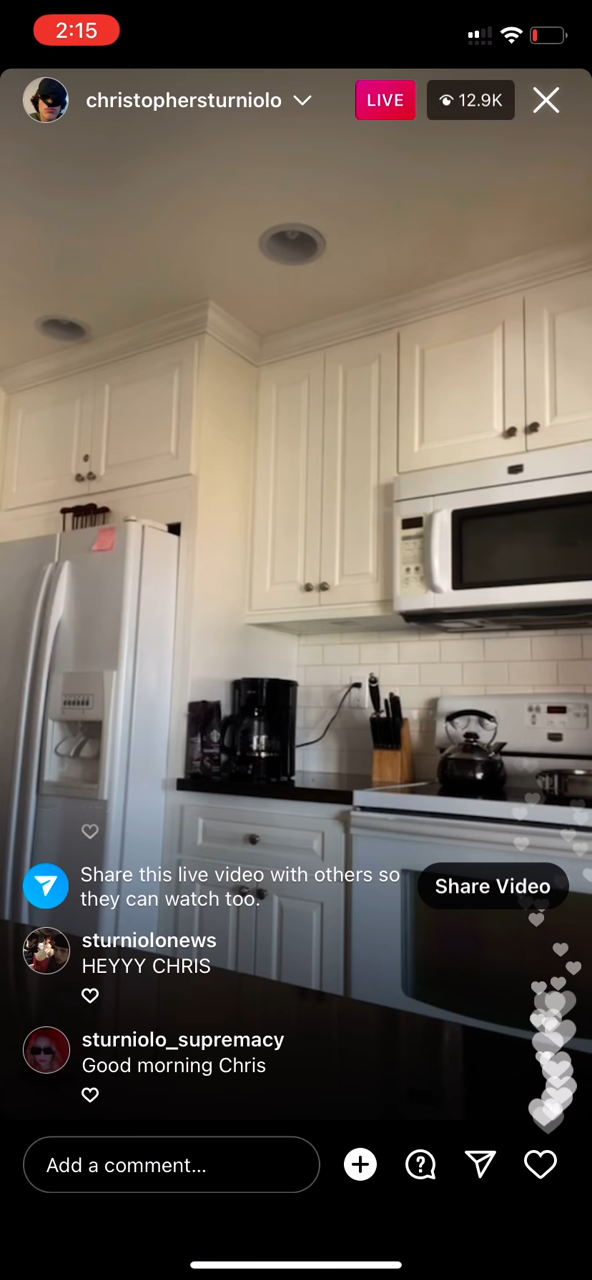 2:15
christophersturniolo
LIVE
12.9K
Share this live video with others so
they can watch too.
Share Video
sturniolonews
HEYYY CHRIS
sturniolo_supremacy
Good morning Chris
Add a comment...